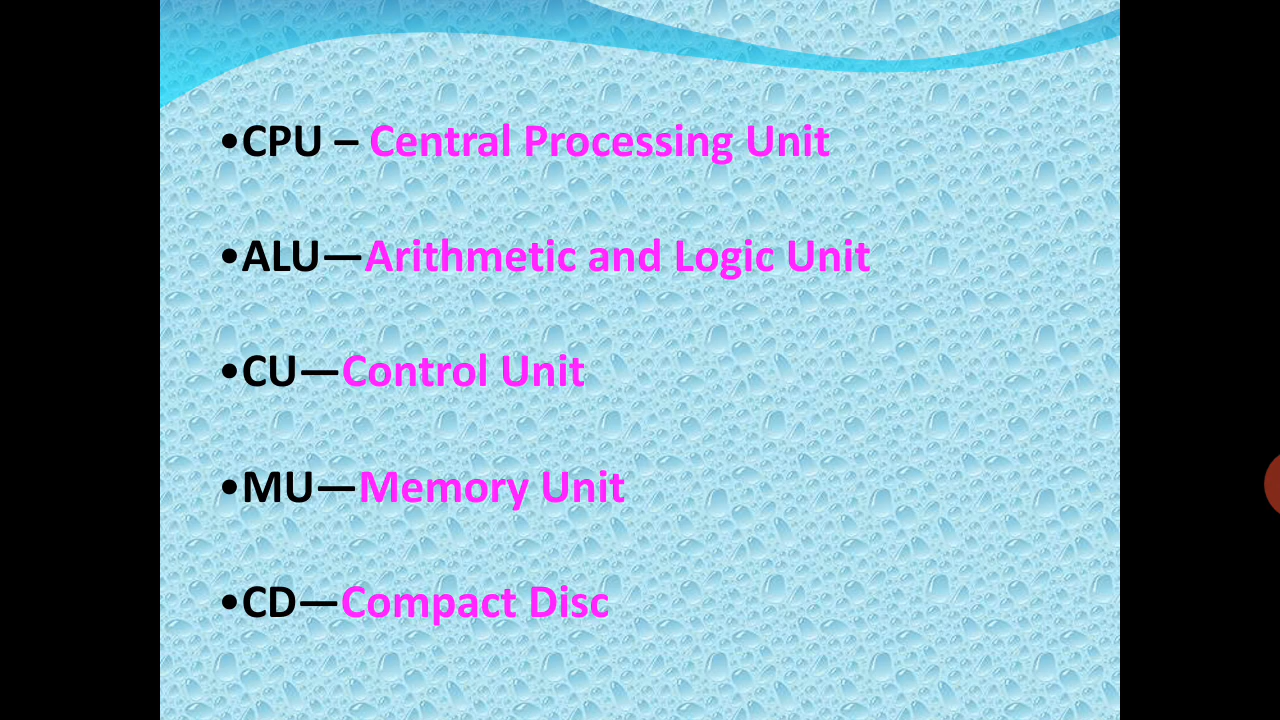 •CPU – Central Processing Unit
•ALU—Arithmetic and Logic Unit
•CU—Control Unit
•MU—Memory Unit
•CD—Compact Disc